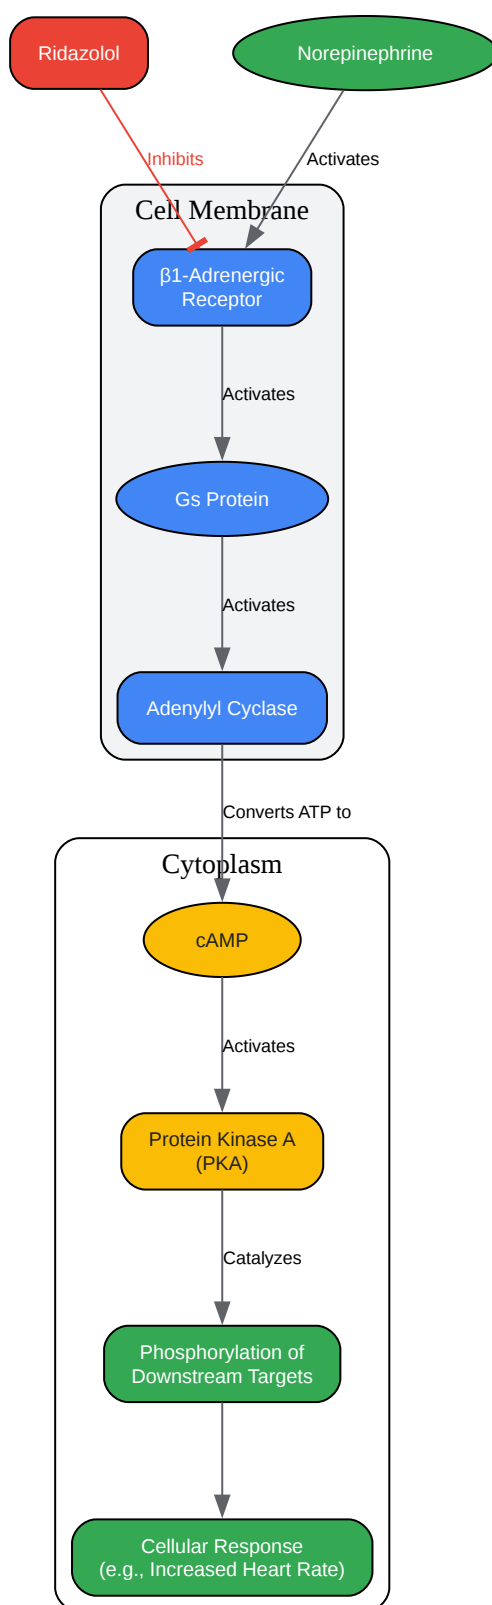 Ridazolol
Norepinephrine
Inhibits
Activates
Cell Membrane
β1-Adrenergic
Receptor
Activates
Gs Protein
Activates
Adenylyl Cyclase
Converts ATP to
Cytoplasm
cAMP
Activates
Protein Kinase A
(PKA)
Catalyzes
Phosphorylation of
Downstream Targets
Cellular Response
(e.g., Increased Heart Rate)